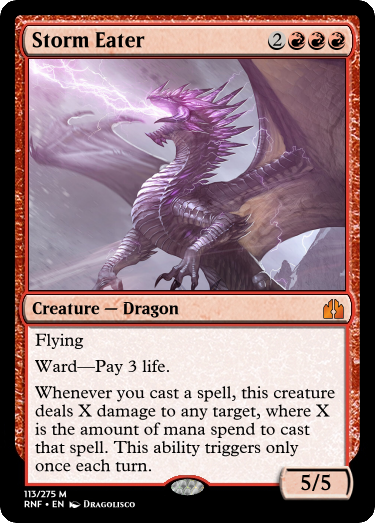 Storm Eater 2
Creature — Dragon
Flying
Ward—Pay 3 life.
Whenever you cast a spell, this creature
deals X damage to any target, where X
is the amount of mana spend to cast
that spell. This ability triggers only
once each turn.
5/5
113/275 M
RNF • EN Dragolisco